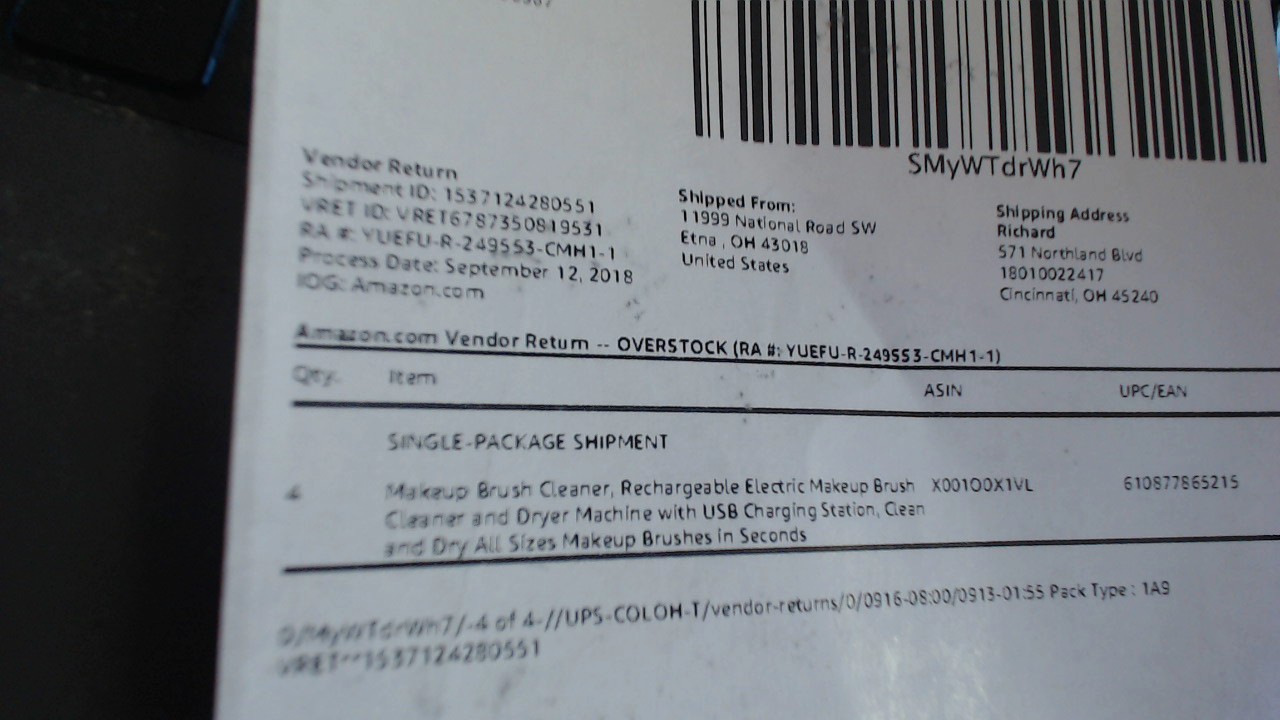 SMyWTdrWh7
Vendor Return
Shipment ID: 1537124280551
VRET ID: VRET6787350819531
RA #: YUEFU-R-249553-CMH1-1
Process Date: September 12, 2018
IOG: Amazon.com
Shipped From:
11999 National Road SW
Etna , OH 43018
United States
Shipping Address
Richard
571 Northland Blvd
18010022417
Cincinnati, OH 45240
Amazon.com Vendor Return -- OVERSTOCK (RA #: YUEFU-R-249553-CMH1-1)
Qty. Item ASIN UPC/EAN
SINGLE-PACKAGE SHIPMENT
4 Makeup Brush Cleaner, Rechargeable Electric Makeup Brush X001O0X1VL 610877865215
Cleaner and Dryer Machine with USB Charging Station, Clean
and Dry All Sizes Makeup Brushes in Seconds
0/MyWTdrWh7/-4 of 4-//UPS-COLOH-T/vendor-returns/0/0916-08:00/0913-01:55 Pack Type : 1A9
VRET**1537124280551